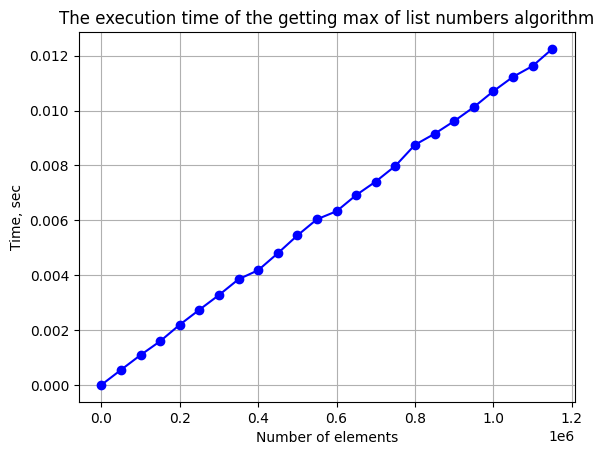 The execution time of the getting max of list numbers algorithm
Time, sec
0.012
0.010
0.008
0.006
0.004
0.002
0.000
0.0 0.2 0.4 0.6 0.8 1.0 1.2
1e6
Number of elements